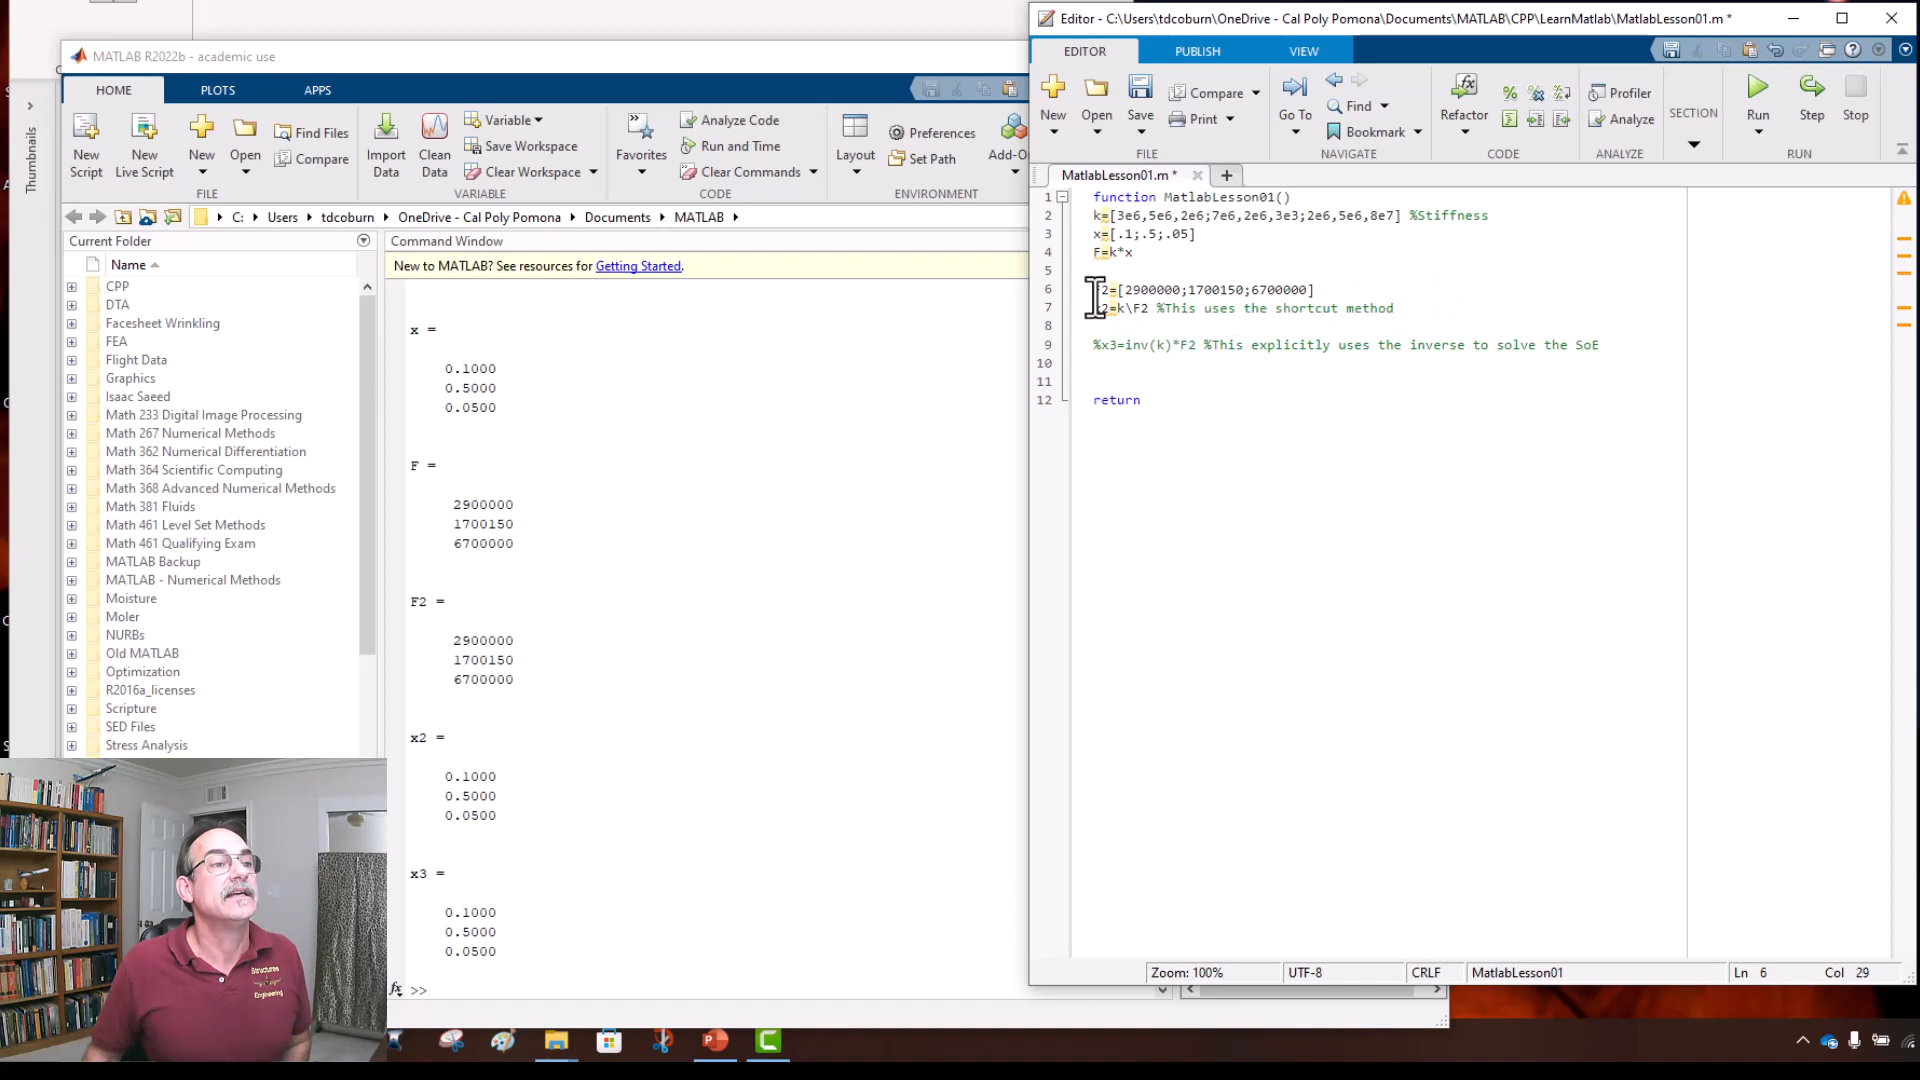 Editor - C:\Users\tdcoburn\OneDrive - Cal Poly Pomona\Documents\MATLAB\CPP\LearnMatlab\MatlabLesson01.m *
EDITOR PUBLISH VIEW
New Open Save Compare Print
Go To Find Bookmark
Refactor Profiler Analyze SECTION
Run Step Stop
FILE NAVIGATE CODE ANALYZE RUN
MATLAB R2022b - academic use
HOME PLOTS APPS
New Script New Live Script New Open Find Files Compare
Import Data Clean Data Variable Save Workspace Clear Workspace
Favorites Analyze Code Run and Time Clear Commands
Layout Preferences Set Path Add-O
FILE VARIABLE CODE ENVIRONMENT
C: Users tdcoburn OneDrive - Cal Poly Pomona Documents MATLAB
Thumbnails
Current Folder
Name
CPP
DTA
Facesheet Wrinkling
FEA
Flight Data
Graphics
Isaac Saeed
Math 233 Digital Image Processing
Math 267 Numerical Methods
Math 362 Numerical Differentiation
Math 364 Scientific Computing
Math 368 Advanced Numerical Methods
Math 381 Fluids
Math 461 Level Set Methods
Math 461 Qualifying Exam
MATLAB Backup
MATLAB - Numerical Methods
Moisture
Moler
NURBs
Old MATLAB
Optimization
R2016a_licenses
Scripture
SED Files
Stress Analysis
Command Window
New to MATLAB? See resources for Getting Started.
x =
0.1000
0.5000
0.0500
F =
2900000
1700150
6700000
F2 =
2900000
1700150
6700000
x2 =
0.1000
0.5000
0.0500
x3 =
0.1000
0.5000
0.0500
fx >>
MatlabLesson01.m *
1 function MatlabLesson01()
2 k=[3e6,5e6,2e6;7e6,2e6,3e3;2e6,5e6,8e7] %Stiffness
3 x=[.1;.5;.05]
4 F=k*x
5
6 2=[2900000;1700150;6700000]
7 2=k\F2 %This uses the shortcut method
8
9 %x3=inv(k)*F2 %This explicitly uses the inverse to solve the SoE
10
11
12 return
Zoom: 100% UTF-8 CRLF MatlabLesson01 Ln 6 Col 29
Structures
Engineering